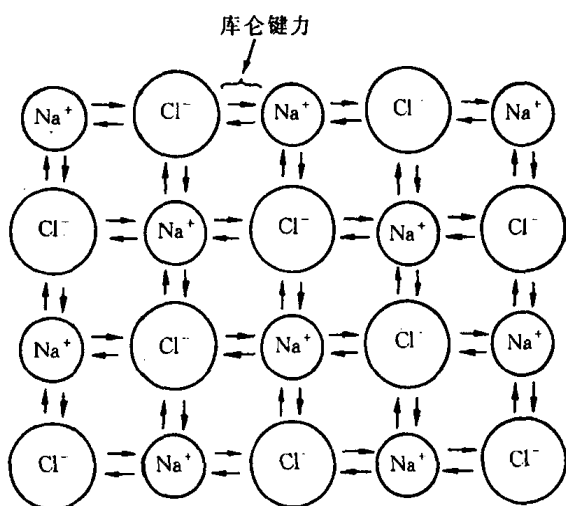 库仑键力
Na⁺ Cl⁻ Na⁺ Cl Na⁺
Cl⁻ Na⁺ Cl⁻ Na⁺ Cl⁻
Na⁺ Cl⁻ Na⁺ Cl⁻ Na⁺
Cl⁻ Na⁺ Cl Na⁺ Cl⁻